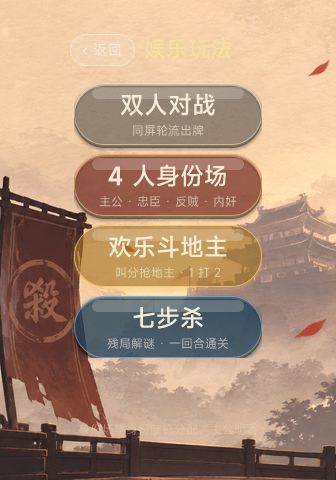 ‹ 返回
娱乐玩法
双人对战
同屏轮流出牌
4 人身份场
主公 · 忠臣 · 反贼 · 内奸
欢乐斗地主
叫分抢地主 · 1 打 2
七步杀
残局解谜 · 一回合通关
殺